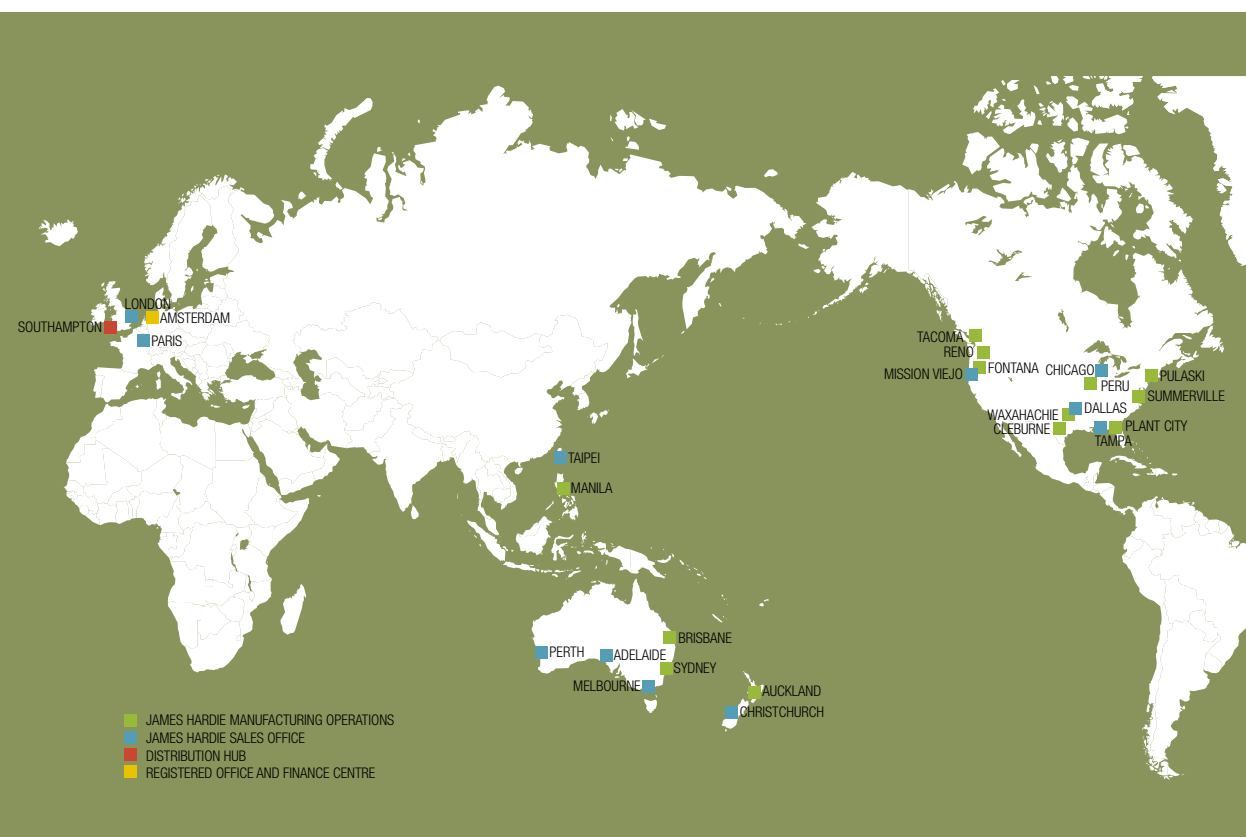 LONDON
AMSTERDAM
SOUTHAMPTON
PARIS
TACOMA
RENO
FONTANA
MISSION VIEJO
CHICAGO
PERU
PULASKI
SUMMERVILLE
DALLAS
WAXAHACHIE
CLEBURNE
PLANT CITY
TAMPA
TAIPEI
MANILA
BRISBANE
PERTH
ADELAIDE
SYDNEY
MELBOURNE
AUCKLAND
CHRISTCHURCH
JAMES HARDIE MANUFACTURING OPERATIONS
JAMES HARDIE SALES OFFICE
DISTRIBUTION HUB
REGISTERED OFFICE AND FINANCE CENTRE